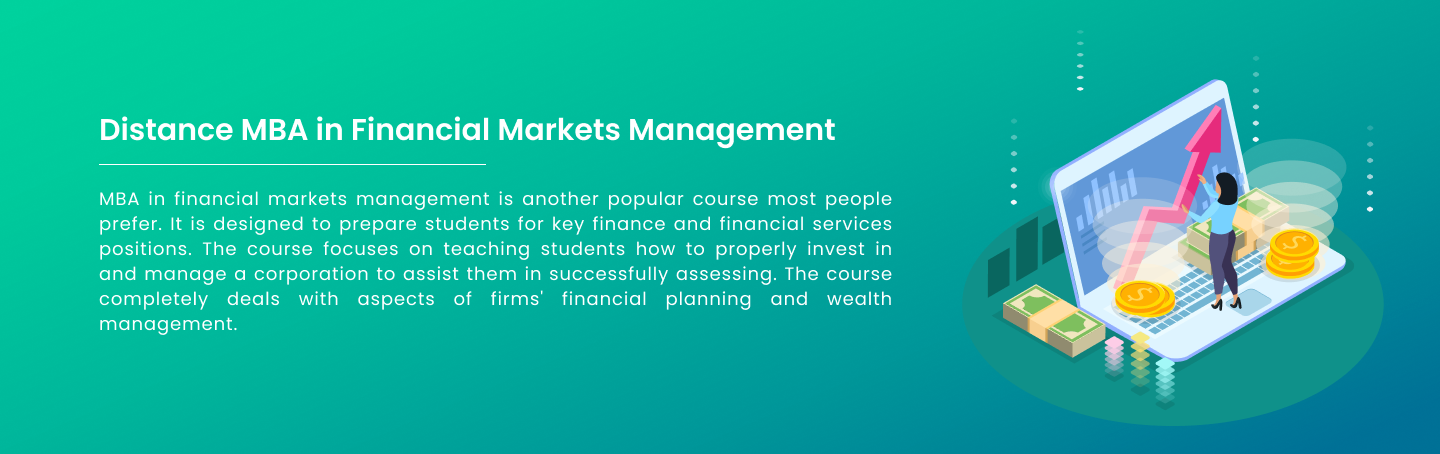 Distance MBA in Financial Markets Management
MBA in financial markets management is another popular course most people
prefer. It is designed to prepare students for key finance and financial services
positions. The course focuses on teaching students how to properly invest in
and manage a corporation to assist them in successfully assessing. The course
completely deals with aspects of firms' financial planning and wealth
management.